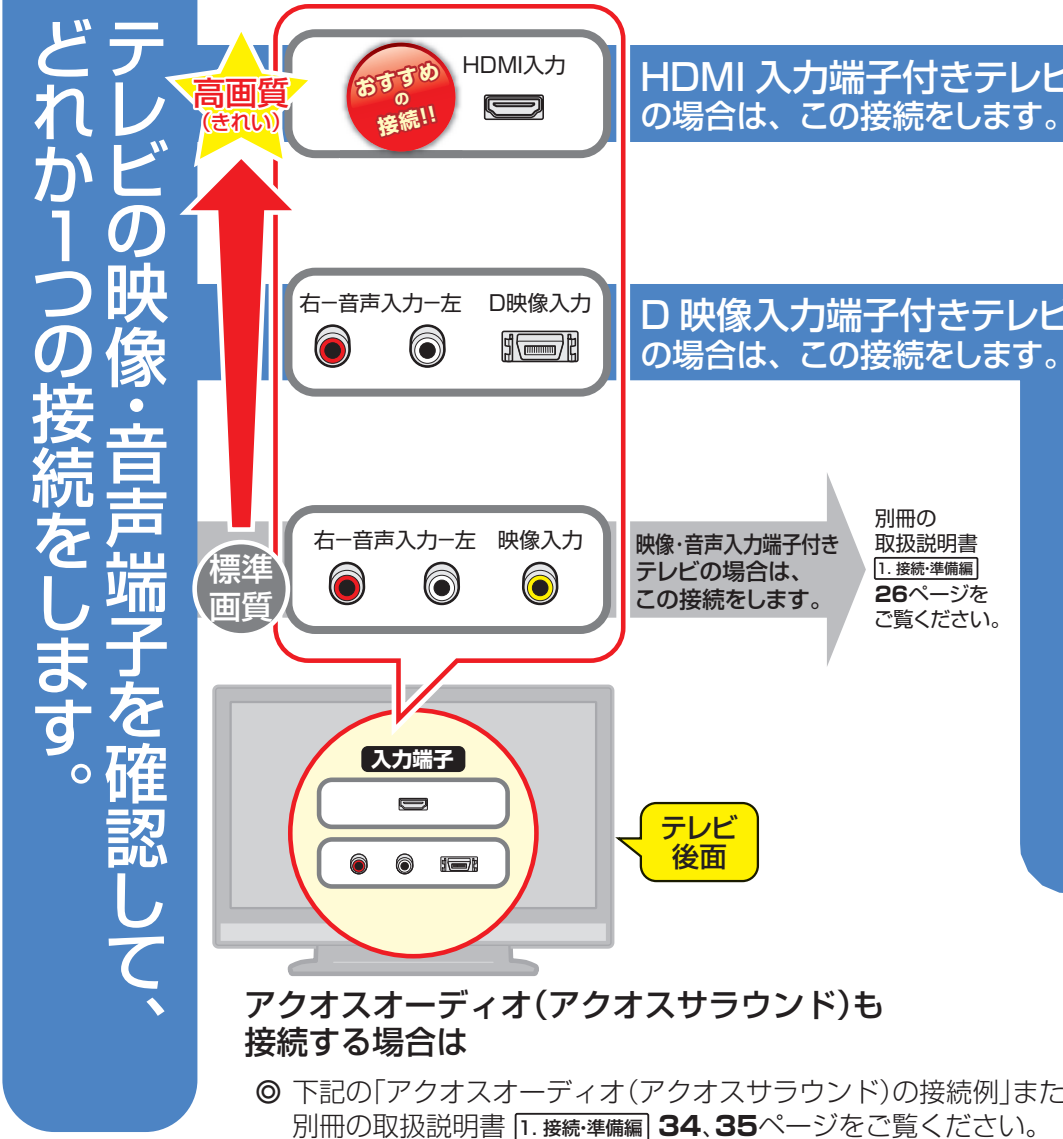 テレビの映像・音声端子を確認して、
どれか1つの接続をします。
高画質
(きれい)
おすすめ
の
接続!!
HDMI入力
HDMI 入力端子付きテレビ
の場合は、この接続をします。
右ー音声入力ー左 D映像入力
D 映像入力端子付きテレビ
の場合は、この接続をします。
標準
画質
右ー音声入力ー左 映像入力
映像・音声入力端子付き
テレビの場合は、
この接続をします。
別冊の
取扱説明書
1. 接続・準備編
26ページを
ご覧ください。
入力端子
テレビ
後面
アクオスオーディオ(アクオスサラウンド)も
接続する場合は
◎ 下記の「アクオスオーディオ(アクオスサラウンド)の接続例」また
別冊の取扱説明書 1. 接続・準備編 34、35ページをご覧ください。